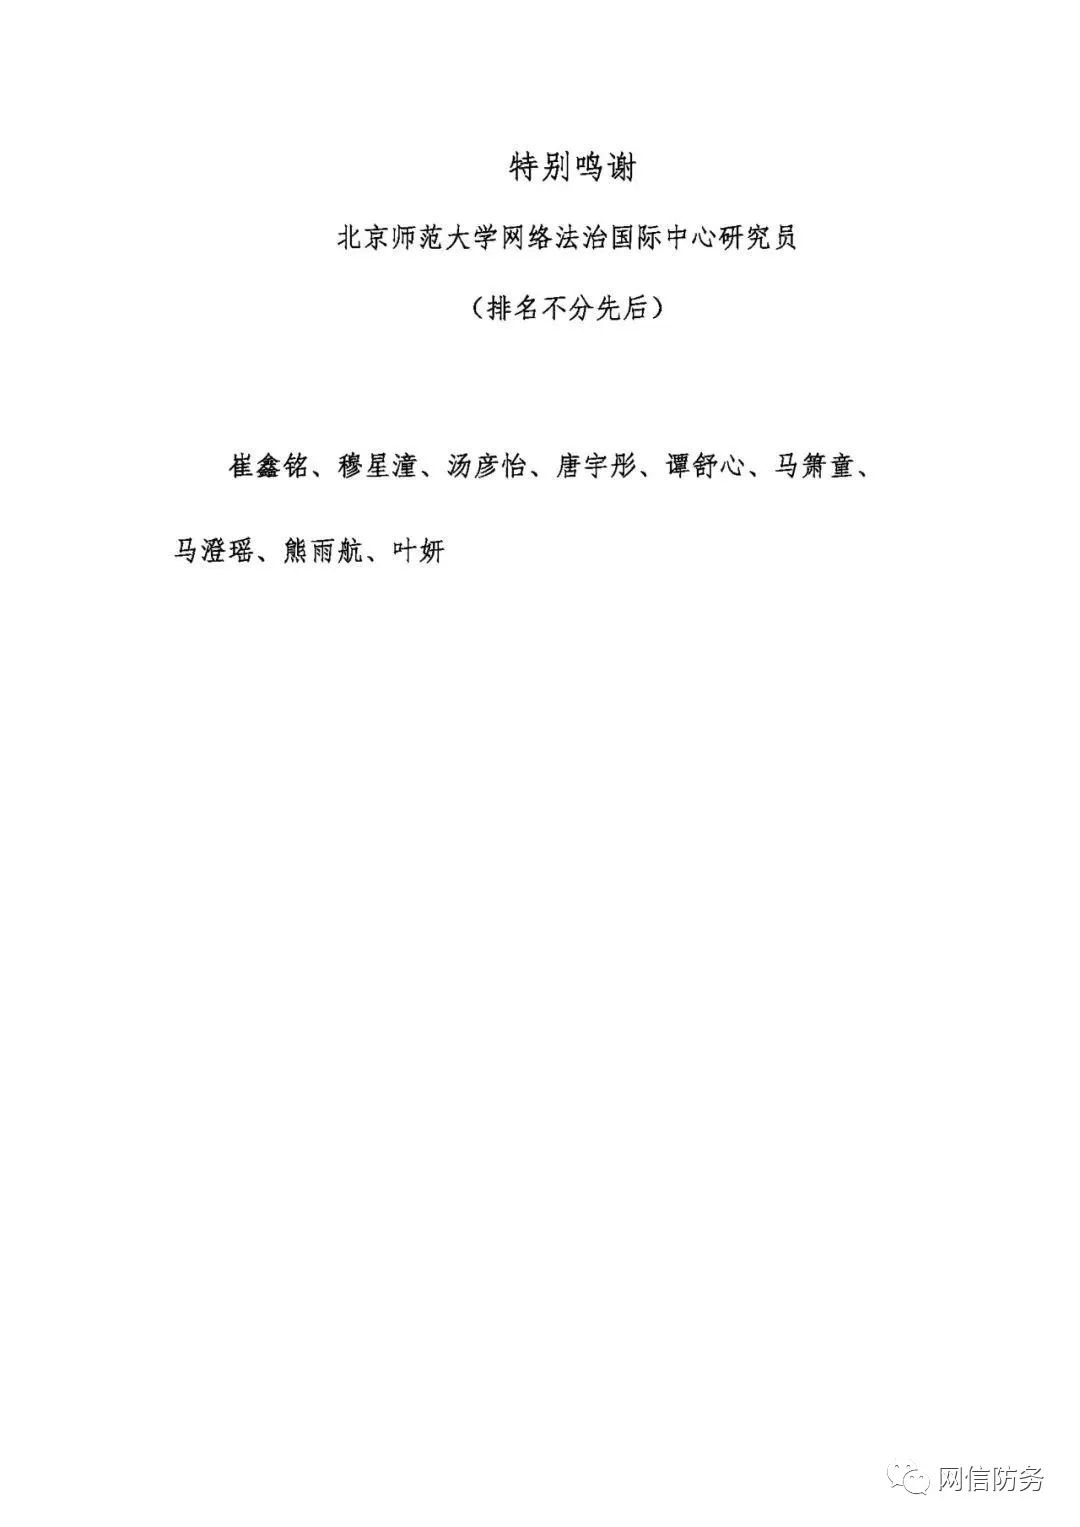 特别鸣谢
北京师范大学网络法治国际中心研究员
（排名不分先后）
崔鑫铭、穆星潼、汤彦怡、唐宇彤、谭舒心、马箫童、
马澄瑶、熊雨航、叶妍
网信防务